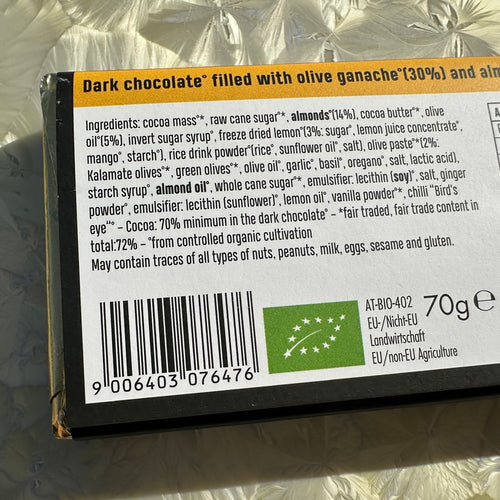 Dark chocolate° filled with olive ganache°(30%) and
Ingredients: cocoa mass°*, raw cane sugar°*, almonds°(14%), cocoa butter°*, olive
oil°(5%), invert sugar syrup°, freeze dried lemon°(3%: sugar°, lemon juice concentrate°,
mango°, starch°), rice drink powder°(rice°, sunflower oil°, salt), olive paste°*(2%:
Kalamate olives°*, green olives°*, olive oil°, garlic°, basil°, oregano°, salt, lactic acid),
starch syrup°, almond oil°, whole cane sugar°*, emulsifier: lecithin (soy)°, salt, ginger
powder°, emulsifier: lecithin (sunflower)°, lemon oil°, vanilla powder°*, chilli "Bird's
eye"° – Cocoa: 70% minimum in the dark chocolate° – *fair traded, fair trade content in
total:72% – °from controlled organic cultivation
May contain traces of all types of nuts, peanuts, milk, eggs, sesame and gluten.
9 006403 076476
AT-BIO-402
EU-/Nicht-EU
Landwirtschaft
EU/non-EU Agriculture
70g℮